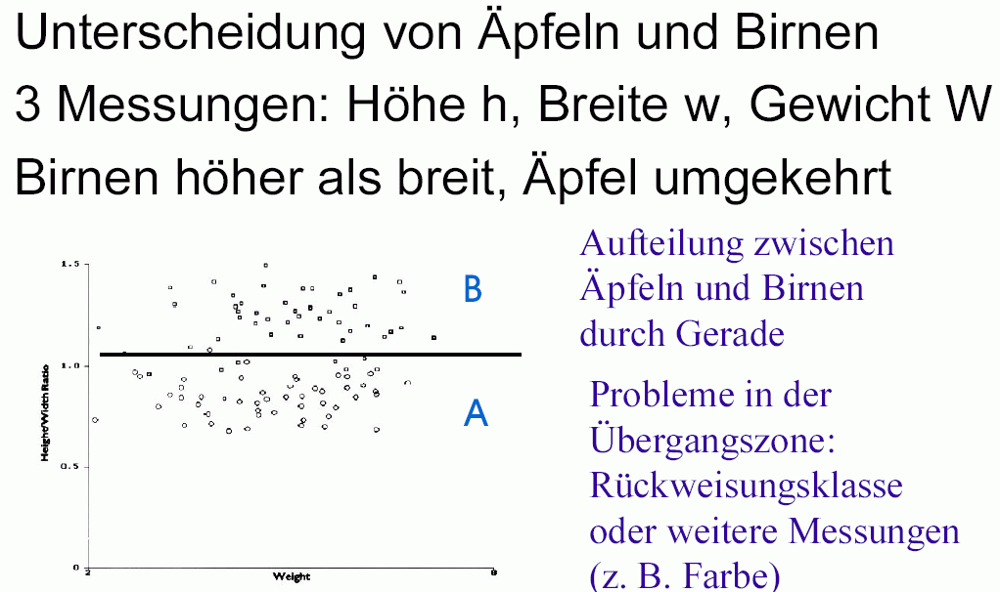 Unterscheidung von Äpfeln und Birnen
3 Messungen: Höhe h, Breite w, Gewicht W
Birnen höher als breit, Äpfel umgekehrt
Aufteilung zwischen
Äpfeln und Birnen
durch Gerade
Probleme in der
Übergangszone:
Rückweisungsklasse
oder weitere Messungen
(z. B. Farbe)
1.5
B
1.0
Height/Width Ratio
A
0.5
0
2
Weight
8